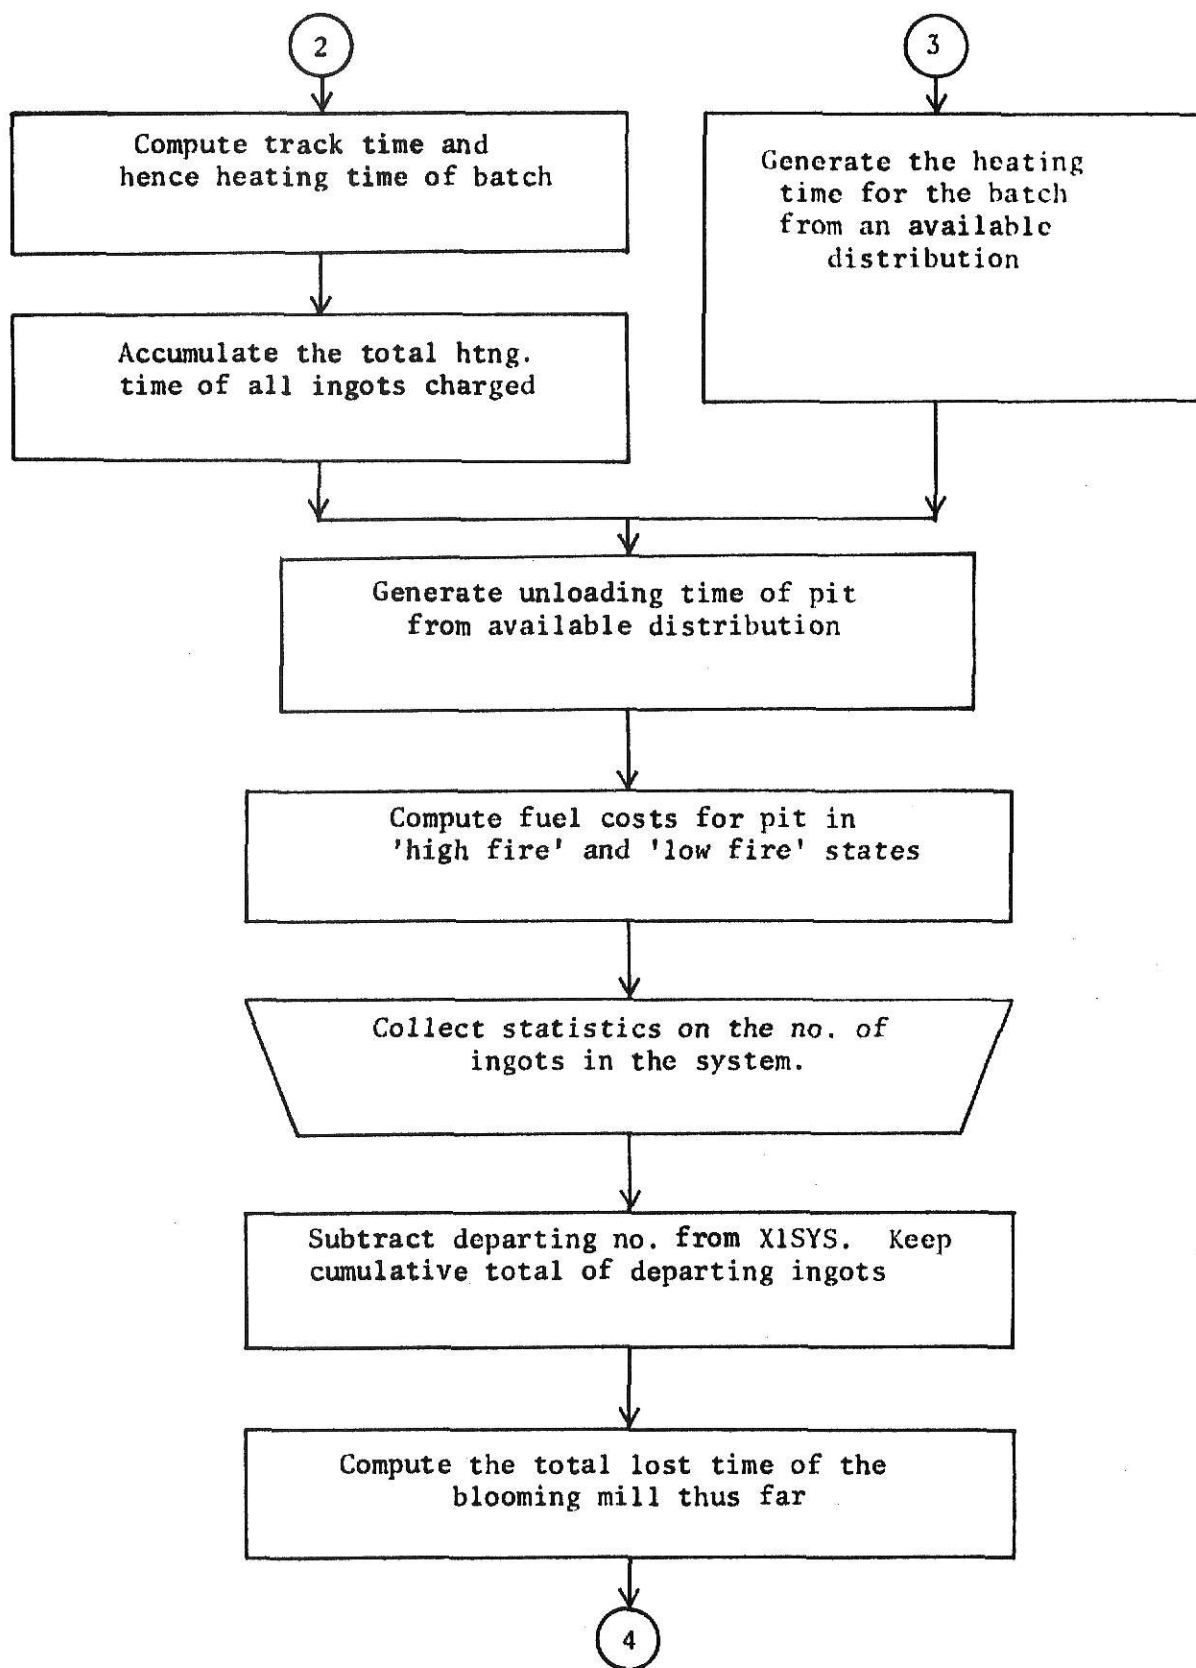 2
Compute track time and
hence heating time of batch
Accumulate the total htng.
time of all ingots charged
3
Generate the heating
time for the batch
from an available
distribution
Generate unloading time of pit
from available distribution
Compute fuel costs for pit in
'high fire' and 'low fire' states
Collect statistics on the no. of
ingots in the system.
Subtract departing no. from X1SYS. Keep
cumulative total of departing ingots
Compute the total lost time of the
blooming mill thus far
4